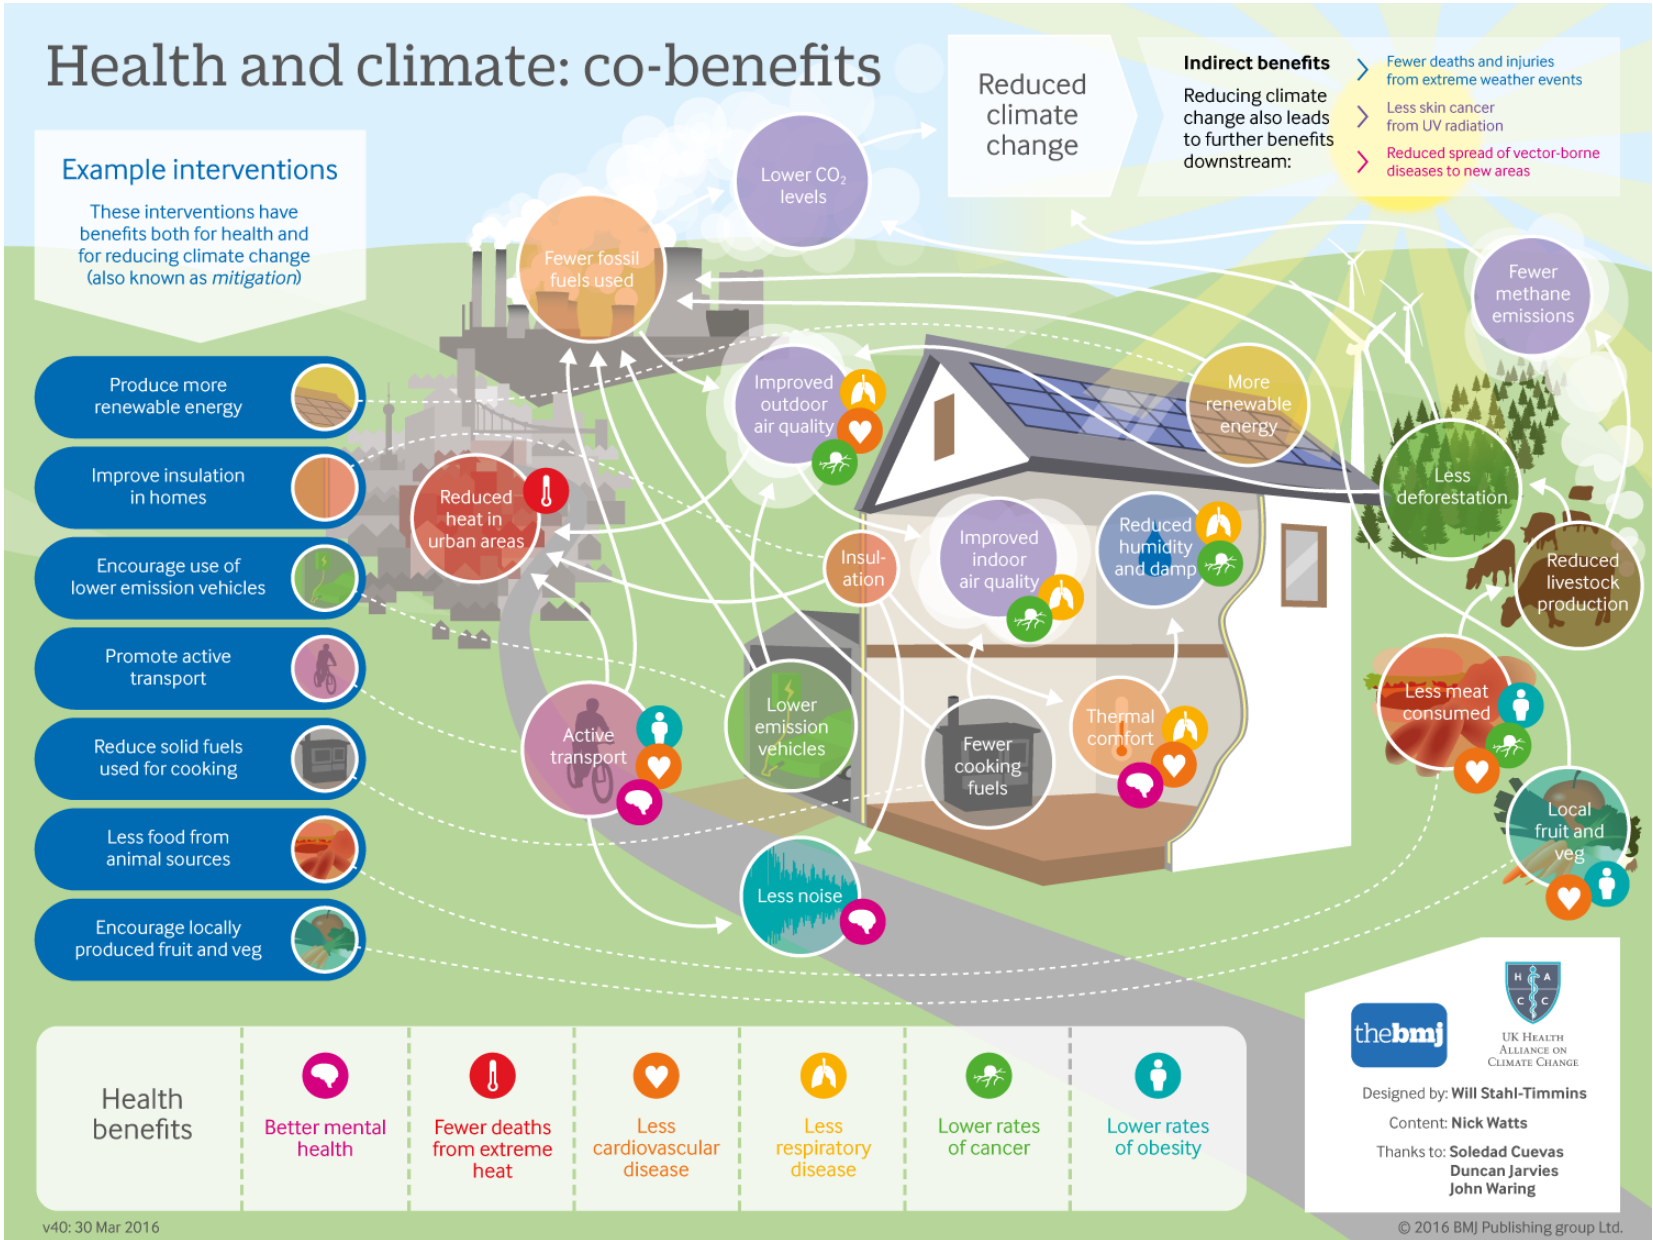 Health and climate: co-benefits
Example interventions
These interventions have
benefits both for health and
for reducing climate change
(also known as mitigation)
Reduced
climate
change
Indirect benefits
Reducing climate
change also leads
to further benefits
downstream:
Fewer deaths and injuries
from extreme weather events
Less skin cancer
from UV radiation
Reduced spread of vector-borne
diseases to new areas
Lower CO₂
levels
Fewer fossil
fuels used
Fewer
methane
emissions
Produce more
renewable energy
Improve insulation
in homes
Encourage use of
lower emission vehicles
Promote active
transport
Reduce solid fuels
used for cooking
Less food from
animal sources
Encourage locally
produced fruit and veg
Improved
outdoor
air quality
More
renewable
energy
Less
deforestation
Reduced
heat in
urban areas
Insul-
ation
Improved
indoor
air quality
Reduced
humidity
and damp
Reduced
livestock
production
Active
transport
Lower
emission
vehicles
Fewer
cooking
fuels
Thermal
comfort
Less meat
consumed
Local
fruit and
veg
Less noise
Health
benefits
Better mental
health
Fewer deaths
from extreme
heat
Less
cardiovascular
disease
Less
respiratory
disease
Lower rates
of cancer
Lower rates
of obesity
thebmj
H A
C C
UK Health
Alliance on
Climate Change
Designed by: Will Stahl-Timmins
Content: Nick Watts
Thanks to: Soledad Cuevas
Duncan Jarvies
John Waring
v40: 30 Mar 2016
© 2016 BMJ Publishing group Ltd.